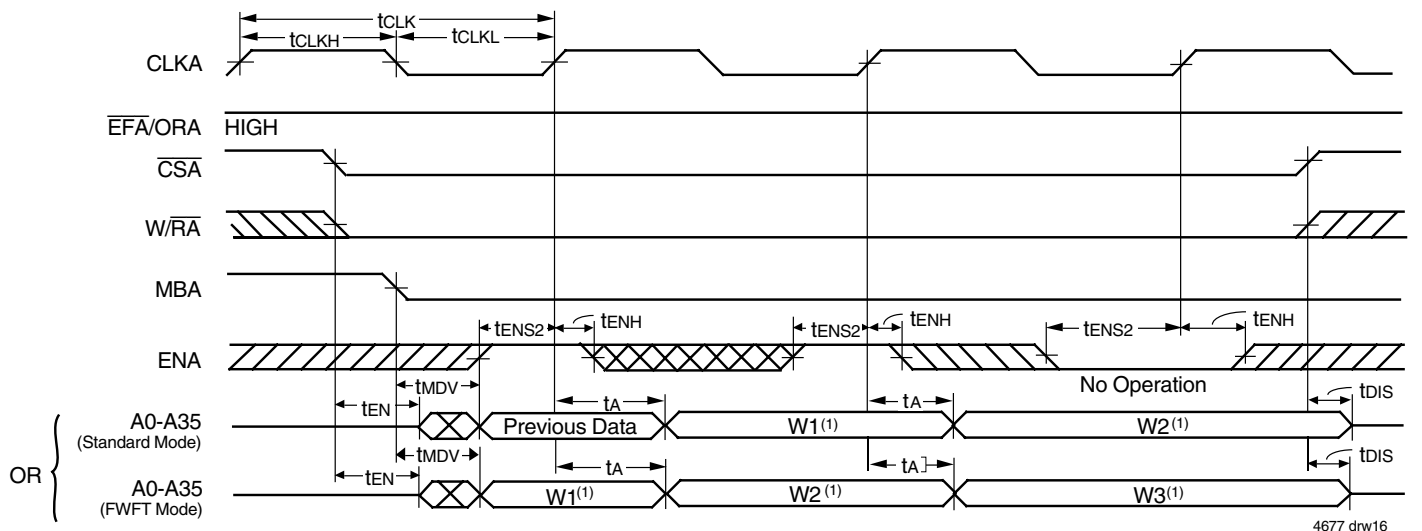 tCLK
tCLKH
tCLKL
CLKA
EFA/ORA HIGH
CSA
W/RA
MBA
tENS2 tENH tENS2 tENH tENS2 tENH
ENA
No Operation
tMDV
tEN tA tA tDIS
A0-A35
(Standard Mode)
Previous Data W1(1) W2(1)
OR
tMDV
tEN tA tA tDIS
A0-A35
(FWFT Mode)
W1(1) W2(1) W3(1)
4677 drw16